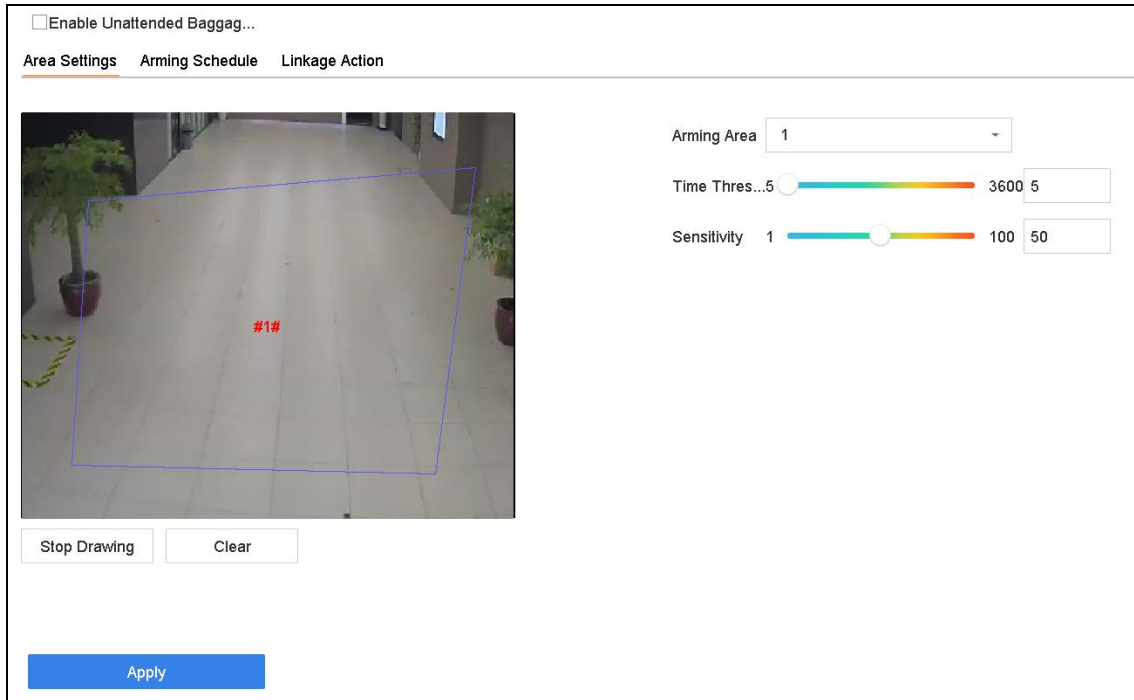 Enable Unattended Baggag...
Area Settings Arming Schedule Linkage Action
Arming Area 1
Time Thres...5 3600 5
Sensitivity 1 100 50
#1#
Stop Drawing Clear
Apply